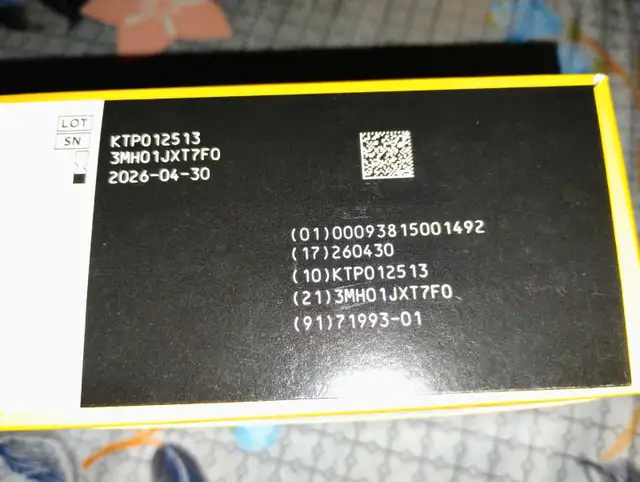 LOT
SN
KTP012513
3MH01JXT7F0
2026-04-30
(01)00093815001492
(17)260430
(10)KTP012513
(21)3MH01JXT7F0
(91)71993-01